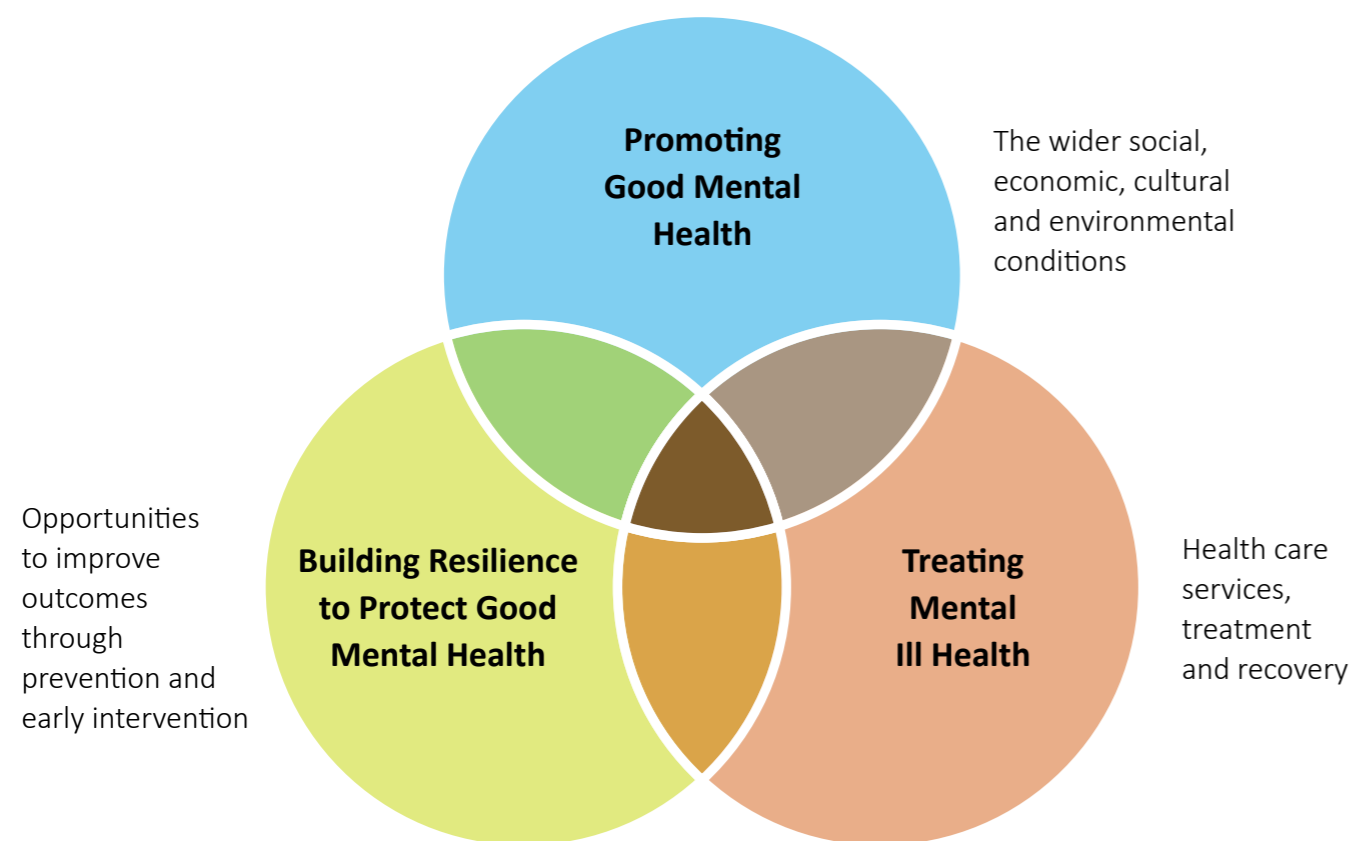 Promoting
Good Mental
Health
The wider social,
economic, cultural
and environmental
conditions
Opportunities
to improve
outcomes
through
prevention and
early intervention
Building Resilience
to Protect Good
Mental Health
Treating
Mental
Ill Health
Health care
services,
treatment
and recovery